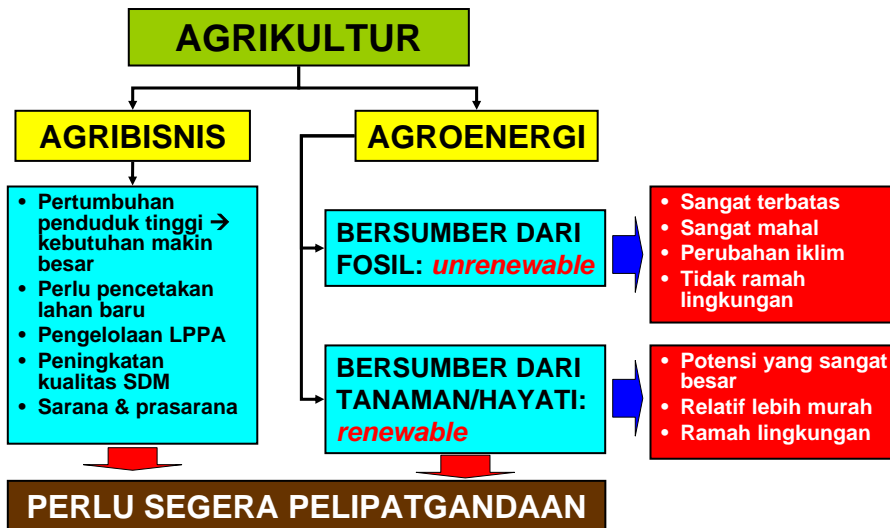 AGRIKULTUR
AGRIBISNIS
AGROENERGI
• Pertumbuhan
penduduk tinggi →
kebutuhan makin
besar
• Perlu pencetakan
lahan baru
• Pengelolaan LPPA
• Peningkatan
kualitas SDM
• Sarana & prasarana
BERSUMBER DARI
FOSIL: unrenewable
• Sangat terbatas
• Sangat mahal
• Perubahan iklim
• Tidak ramah
lingkungan
BERSUMBER DARI
TANAMAN/HAYATI:
renewable
• Potensi yang sangat
besar
• Relatif lebih murah
• Ramah lingkungan
PERLU SEGERA PELIPATGANDAAN